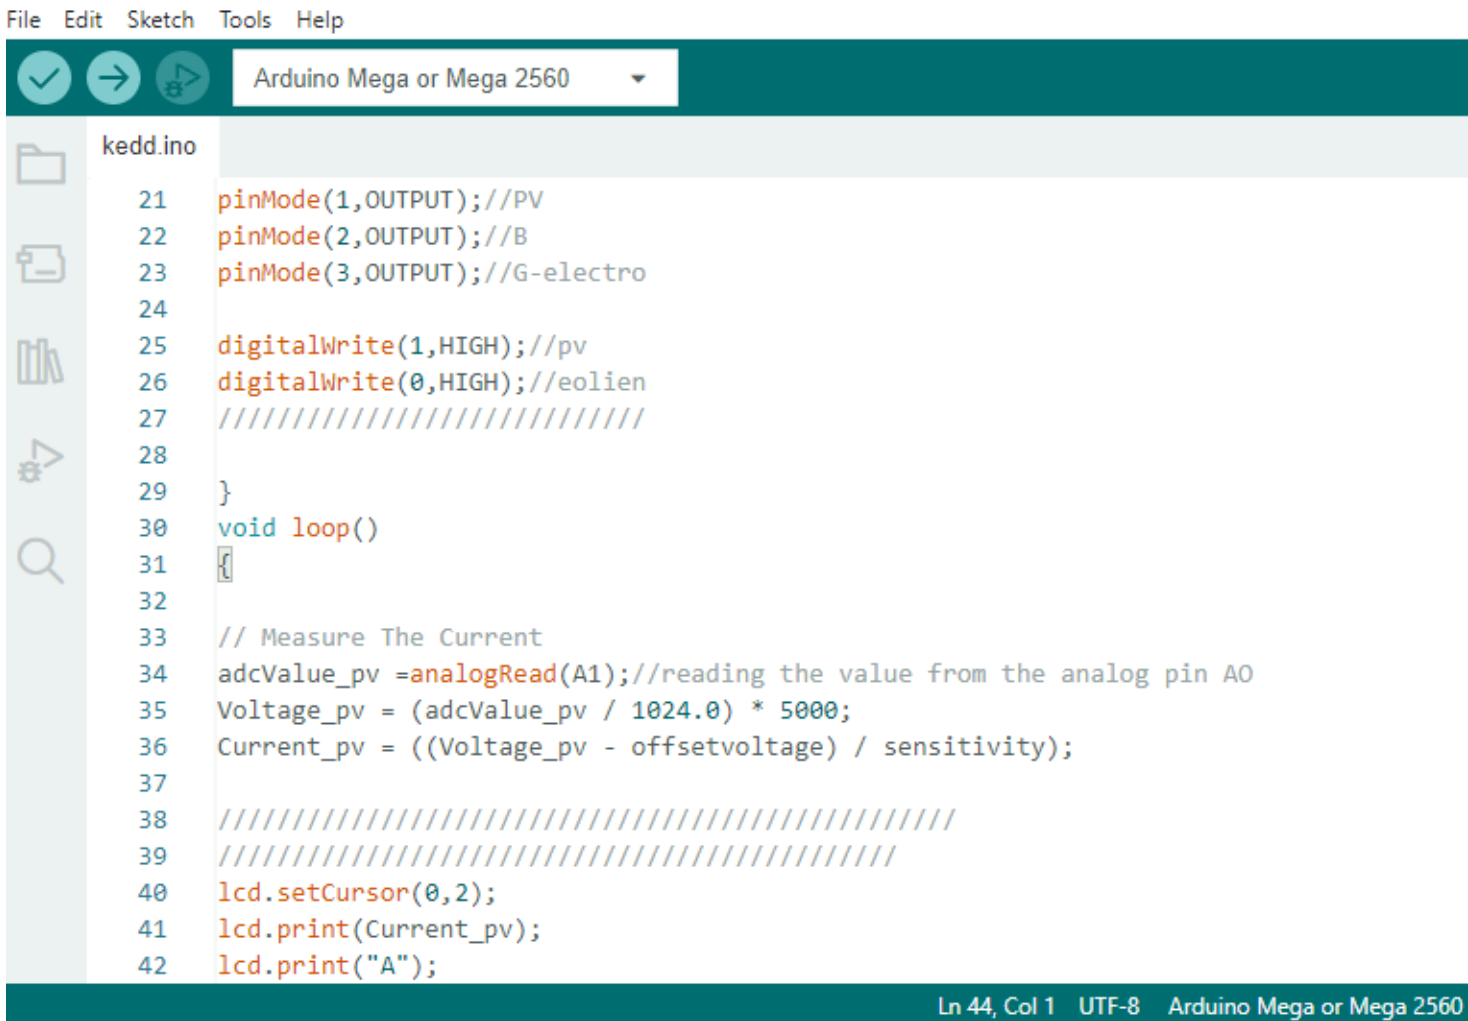 File Edit Sketch Tools Help
Arduino Mega or Mega 2560
kedd.ino
21 pinMode(1,OUTPUT);//PV
22 pinMode(2,OUTPUT);//B
23 pinMode(3,OUTPUT);//G-electro
24
25 digitalWrite(1,HIGH);//pv
26 digitalWrite(0,HIGH);//eolien
27 /////////////////////////////
28
29 }
30 void loop()
31 {
32
33 // Measure The Current
34 adcValue_pv =analogRead(A1);//reading the value from the analog pin AO
35 Voltage_pv = (adcValue_pv / 1024.0) * 5000;
36 Current_pv = ((Voltage_pv - offsetvoltage) / sensitivity);
37
38 //////////////////////////////////////////////////
39 //////////////////////////////////////////////
40 lcd.setCursor(0,2);
41 lcd.print(Current_pv);
42 lcd.print("A");
Ln 44, Col 1 UTF-8 Arduino Mega or Mega 2560